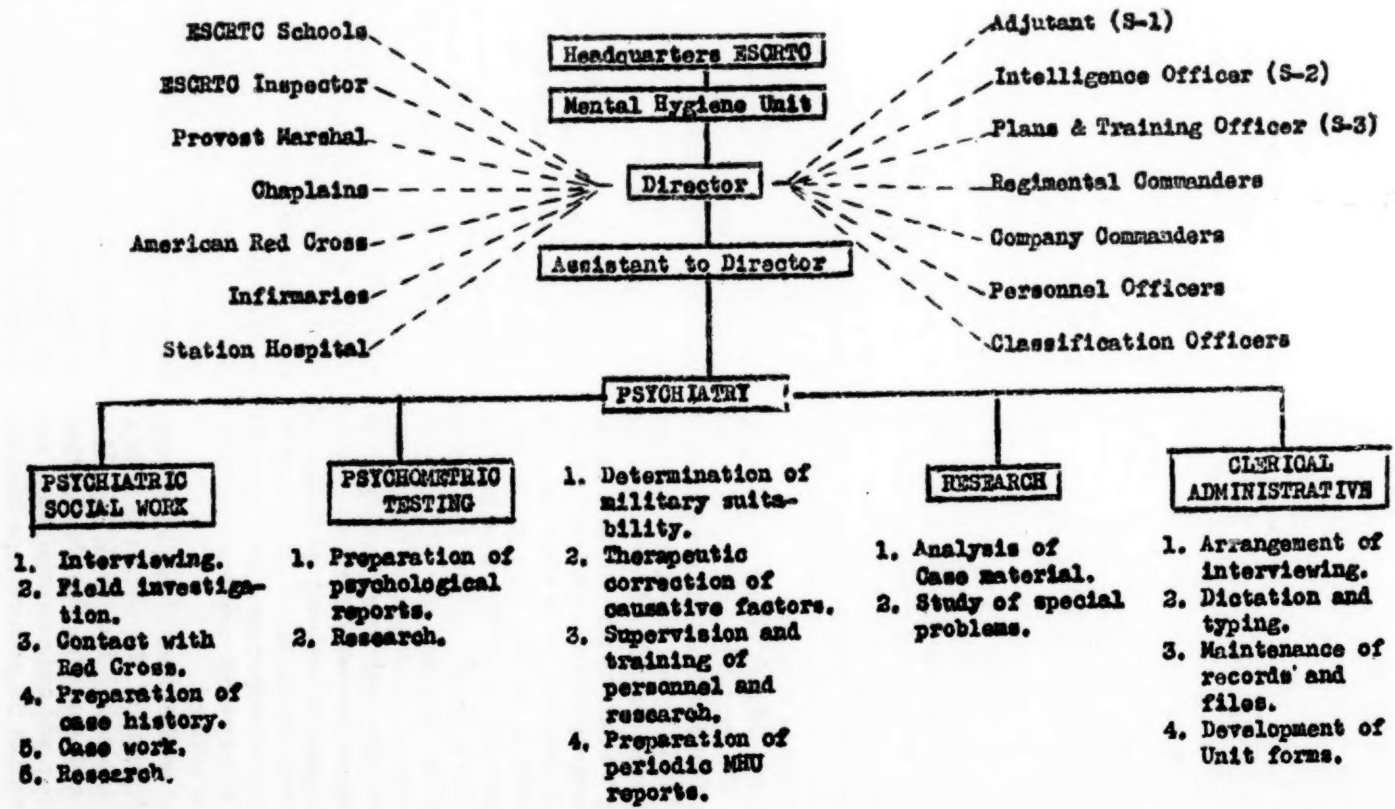 ESCRTC Schools
ESCRTC Inspector
Provost Marshal
Chaplains
American Red Cross
Infirmaries
Station Hospital
Headquarters ESCRTC
Mental Hygiene Unit
Director
Assistant to Director
Adjutant (S-1)
Intelligence Officer (S-2)
Plans & Training Officer (S-3)
Regimental Commanders
Company Commanders
Personnel Officers
Classification Officers
PSYCHIATRY
PSYCHIATRIC
SOCIAL WORK
1. Interviewing.
2. Field investiga-
tion.
3. Contact with
Red Cross.
4. Preparation of
case history.
5. Case work.
6. Research.
PSYCHOMETRIC
TESTING
1. Preparation of
psychological
reports.
2. Research.
1. Determination of
military suita-
bility.
2. Therapeutic
correction of
causative factors.
3. Supervision and
training of
personnel and
research.
4. Preparation of
periodic MHU
reports.
RESEARCH
1. Analysis of
Case material.
2. Study of special
problems.
CLERICAL
ADMINISTRATIVE
1. Arrangement of
interviewing.
2. Dictation and
typing.
3. Maintenance of
records and
files.
4. Development of
Unit forms.